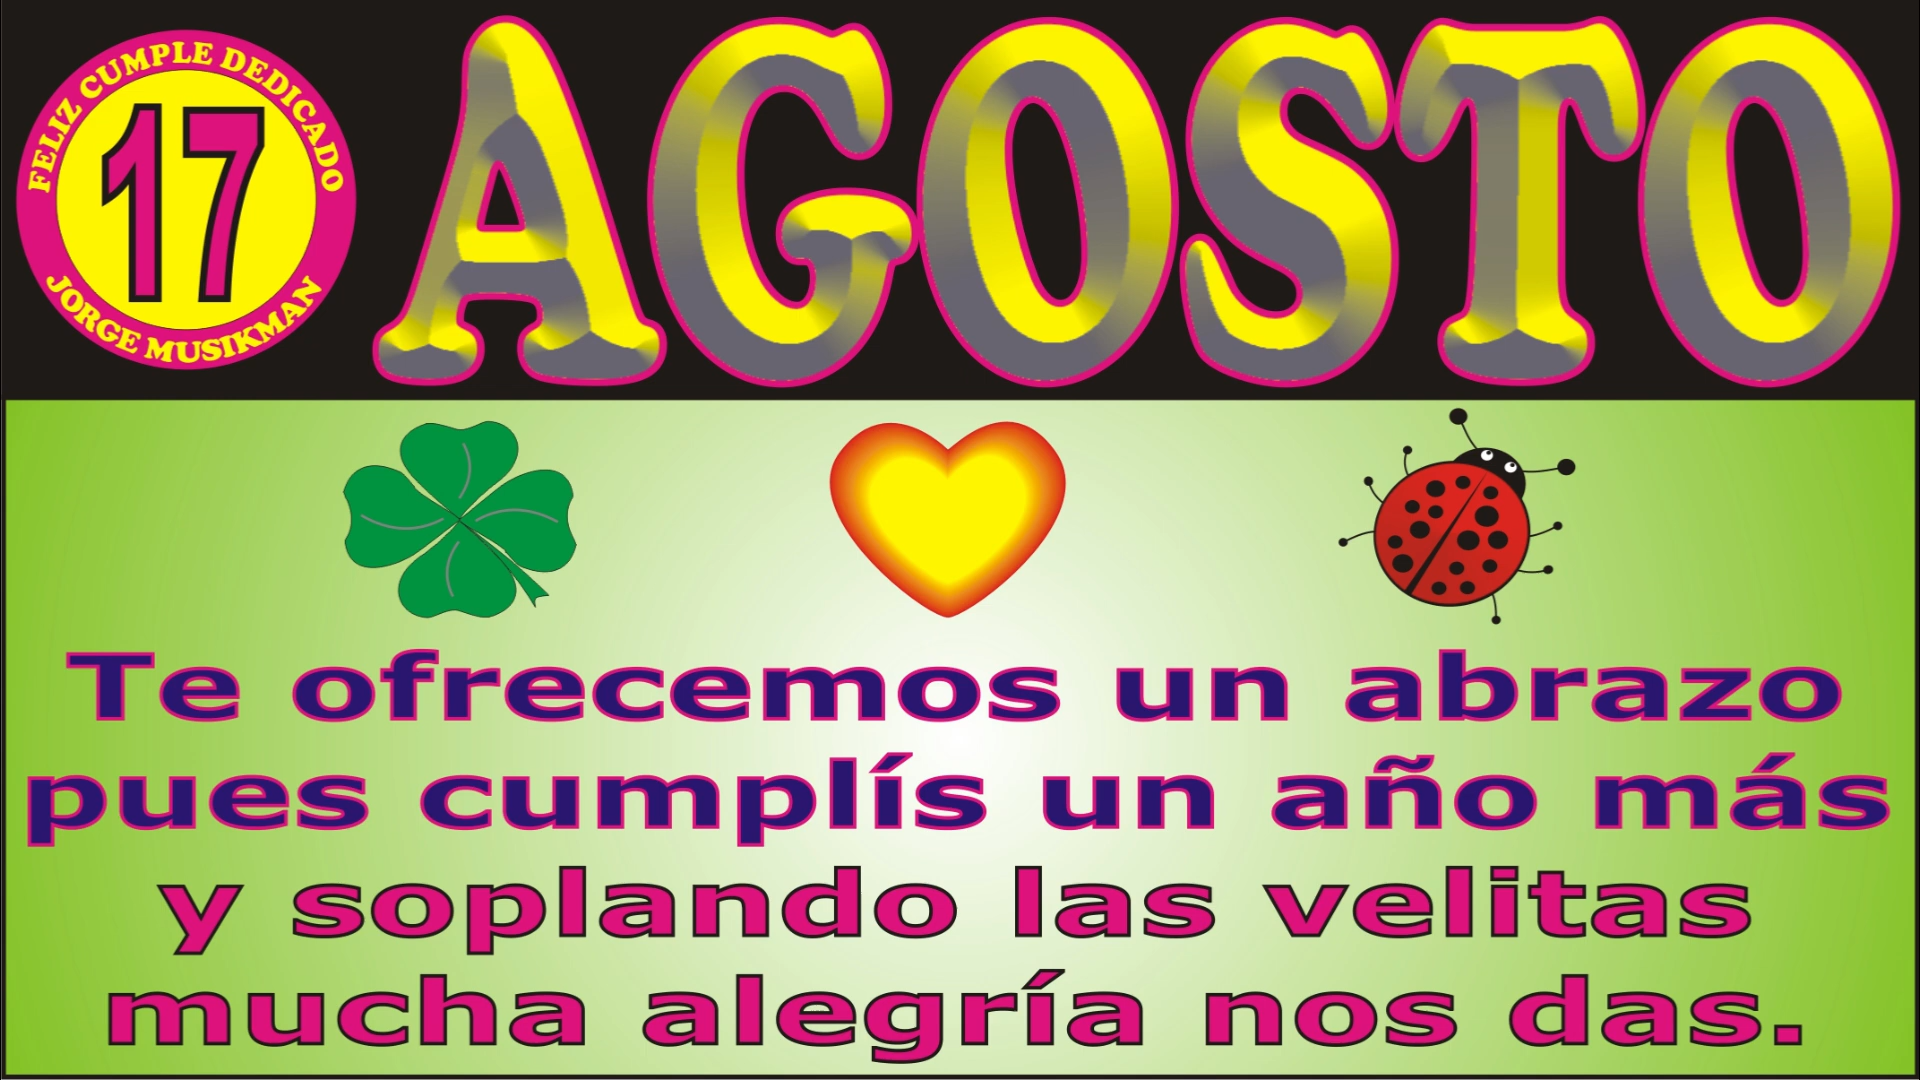 FELIZ CUMPLE DEDICADO
17
JORGE MUSIKMAN
AGOSTO
Te ofrecemos un abrazo
pues cumplís un año más
y soplando las velitas
mucha alegría nos das.